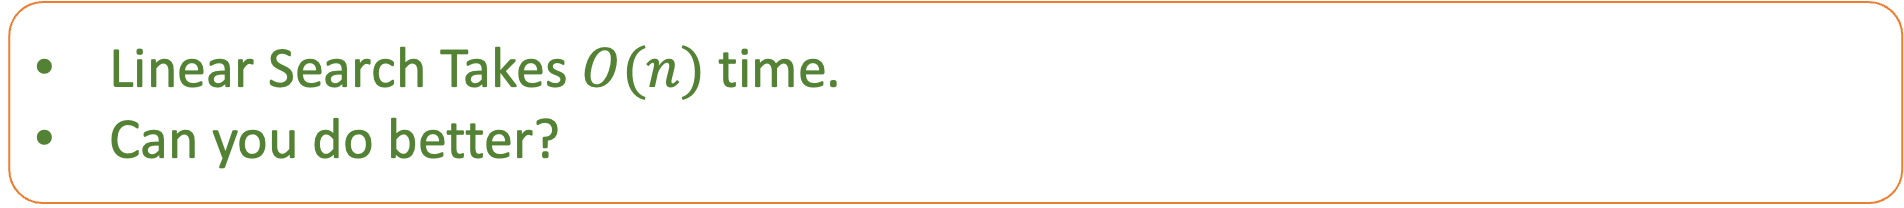 • Linear Search Takes O(n) time.
• Can you do better?